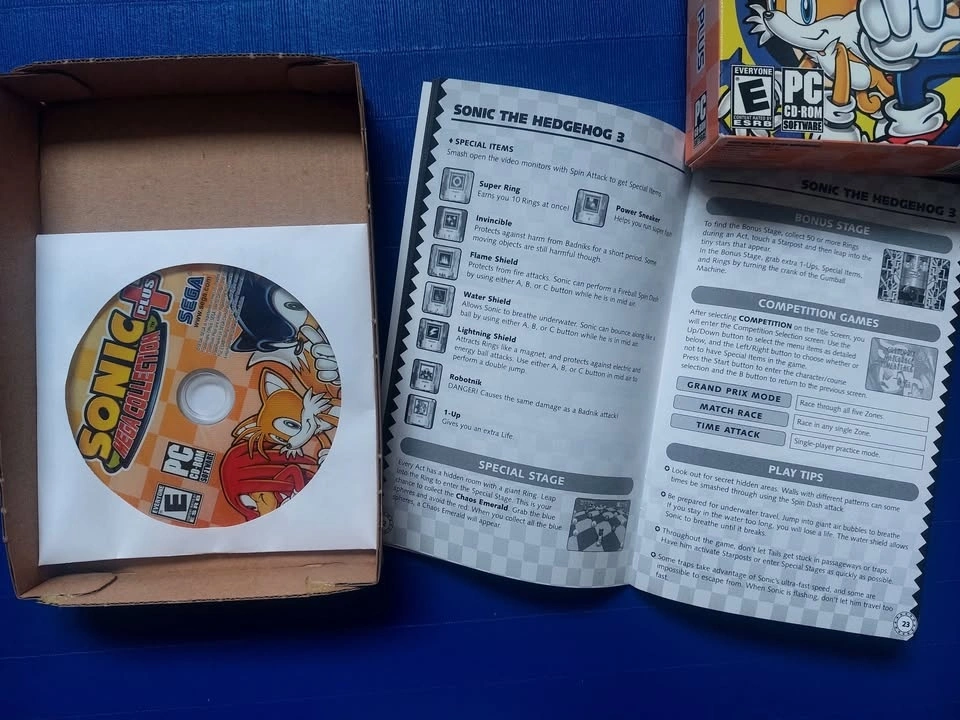 SONIC
MEGA COLLECTION
PLUS
SEGA
www.sega.com
PC
CD-ROM
SOFTWARE
EVERYONE
E
SONIC THE HEDGEHOG 3
SPECIAL ITEMS
Smash open the video monitors with Spin Attack to get Special Items.
Super Ring
Earns you 10 Rings at once!
Power Sneaker
Helps you run super fast!
Invincible
Protects against harm from Badniks for a short period. Some
moving objects are still harmful though.
Flame Shield
Protects from fire attacks. Sonic can perform a Fireball Spin Dash
by using either A, B, or C button while he is in mid air.
Water Shield
Allows Sonic to breathe underwater. Sonic can bounce along like a
ball by using either A, B, or C button while he is in mid air.
Lightning Shield
Attracts Rings like a magnet, and protects against electric and
energy ball attacks. Use either A, B, or C button in mid air to
perform a double jump.
Robotnik
DANGER! Causes the same damage as a Badnik attack!
1-Up
Gives you an extra Life.
SPECIAL STAGE
Every Act has a hidden room with a giant Ring. Leap
into the Ring to enter the Special Stage. This is your
chance to collect the Chaos Emerald. Grab the blue
spheres and avoid the red. When you collect all the blue
spheres, a Chaos Emerald will appear.
PLUS
PC
EVERYONE
E
CONTENT RATED BY
ESRB
PC
CD-ROM
SOFTWARE
SONIC THE HEDGEHOG 3
BONUS STAGE
To find the Bonus Stage, collect 50 or more Rings
during an Act, touch a Starpost and then leap into the
tiny stars that appear.
In the Bonus Stage, grab extra 1-Ups, Special Items,
and Rings by turning the crank of the Gumball
Machine.
COMPETITION GAMES
After selecting COMPETITION on the Title Screen, you
will enter the Competition Selection screen. Use the
Up/Down button to select the menu items as detailed
below, and the Left/Right button to choose whether or
not to have Special Items in the game.
Press the Start button to enter the character/course
selection and the B button to return to the previous screen.
GRAND PRIX MODE
Race through all five Zones.
MATCH RACE
Race in any single Zone.
TIME ATTACK
Single-player practice mode.
PLAY TIPS
Look out for secret hidden areas. Walls with different patterns can some
times be smashed through using the Spin Dash attack
Be prepared for underwater travel. Jump into giant air bubbles to breathe
If you stay in the water too long, you will lose a life. The water shield allows
Sonic to breathe until it breaks.
Throughout the game, don't let Tails get stuck in passageways or traps.
Have him activate Starposts or enter Special Stages as quickly as possible.
Some traps take advantage of Sonic's ultra-fast speed, and some are
impossible to escape from. When Sonic is flashing, don't let him travel too
fast.
23